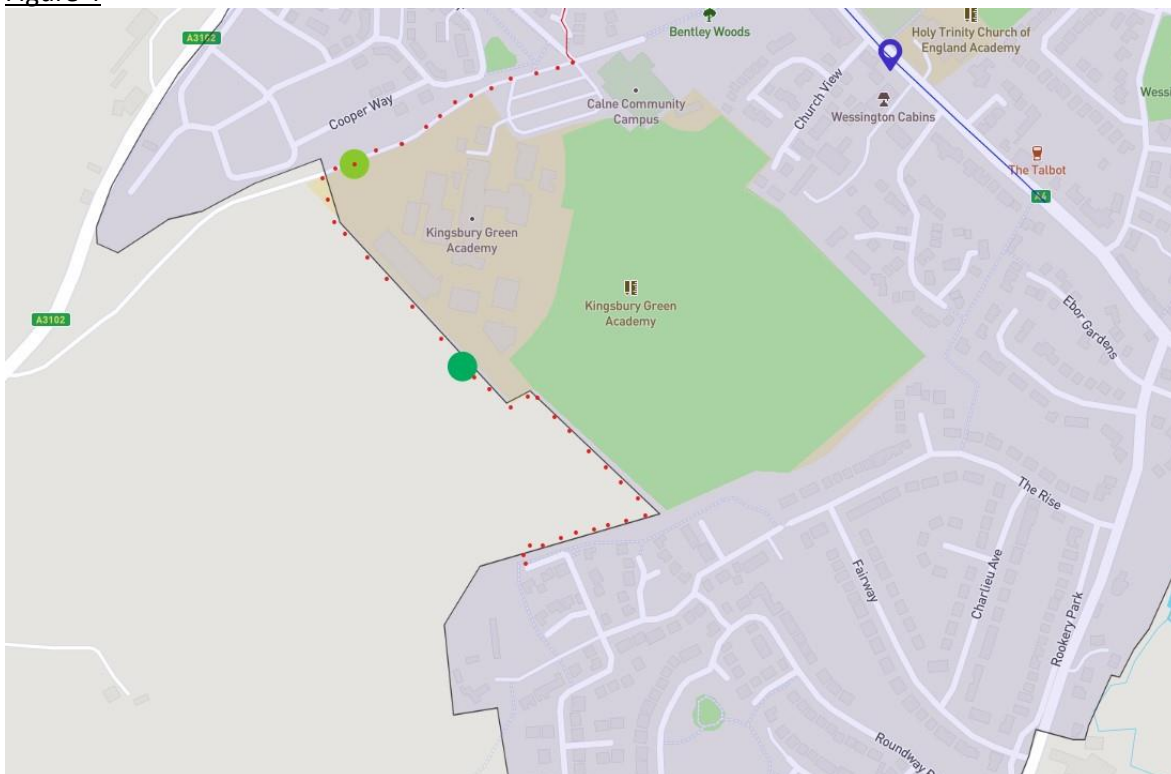 A3102
Bentley Woods
Holy Trinity Church of
England Academy
Cooper Way
Calne Community
Campus
Church View
Wessington Cabins
The Talbot
A4
Kingsbury Green
Academy
Kingsbury Green
Academy
A3102
Ebor Gardens
The Rise
Fairway
Charlieu Ave
Rookery Park
Roundway